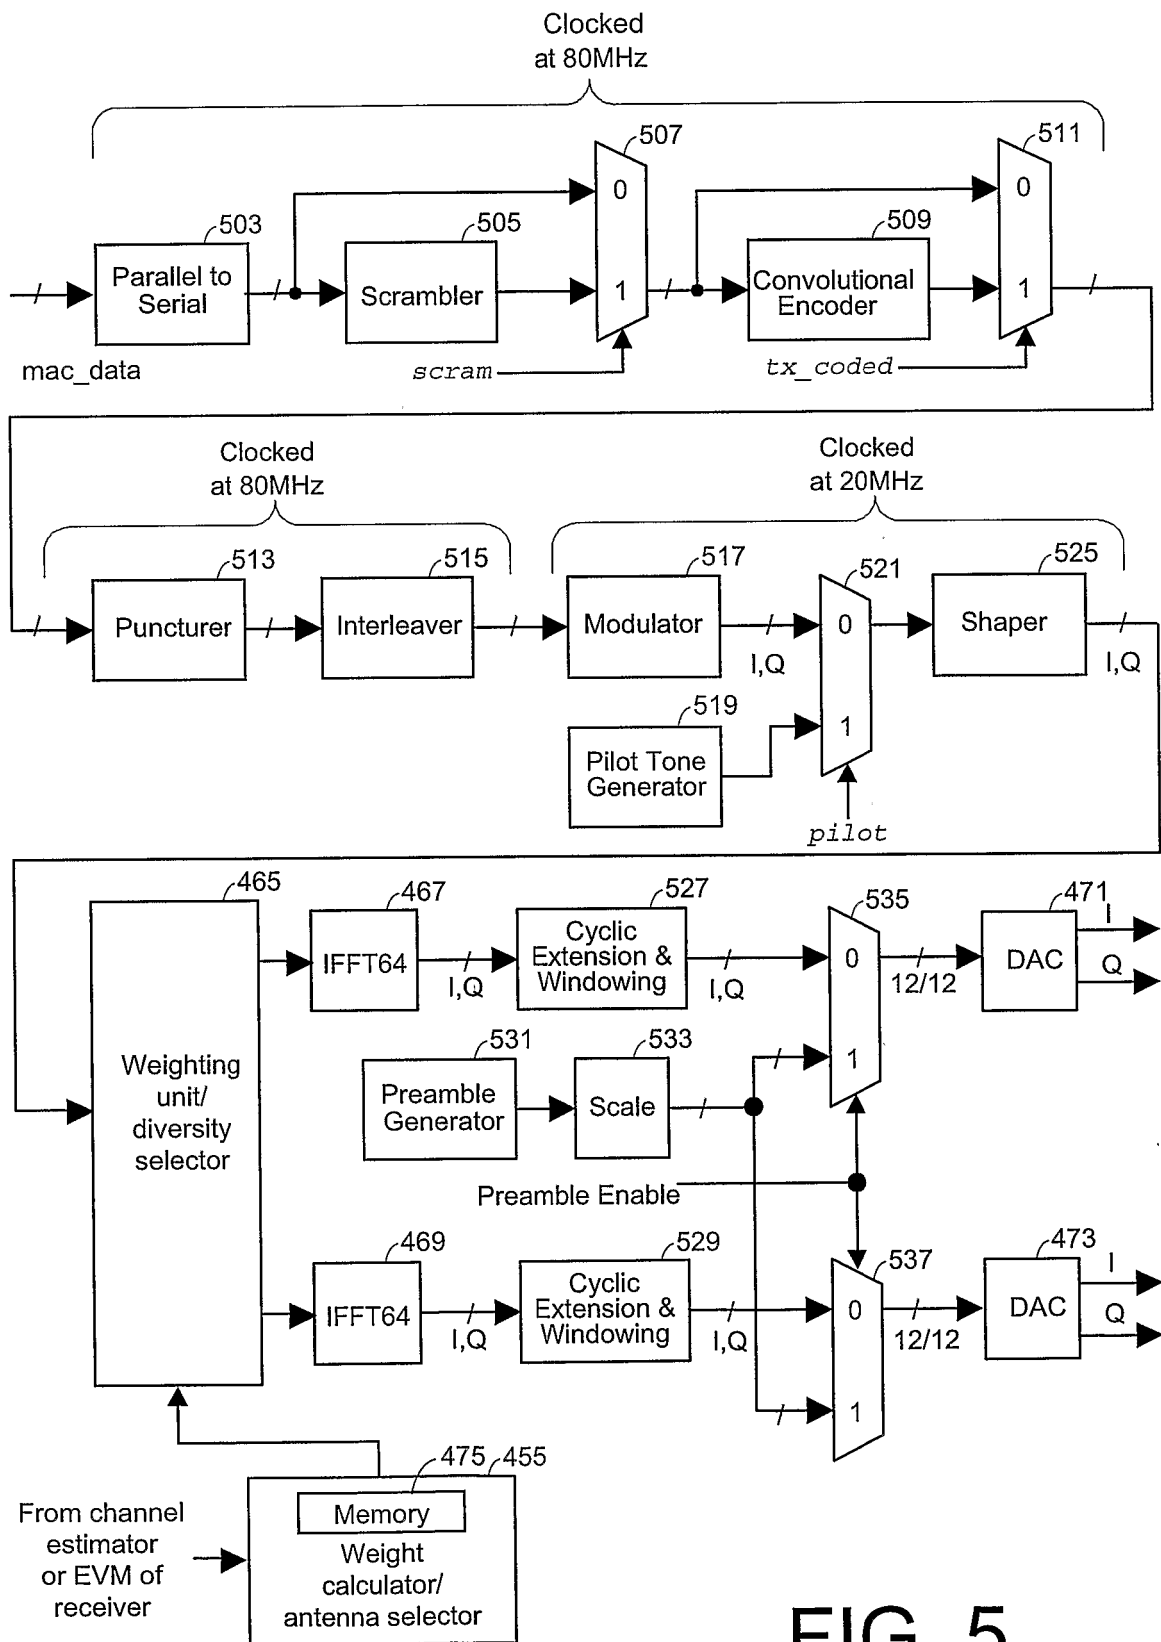 Clocked
at 80MHz
507
511
0
0
503
505
509
Parallel to
Serial
Scrambler
1
Convolutional
Encoder
1
mac_data
scram
tx_coded
Clocked
at 80MHz
Clocked
at 20MHz
513
515
517
521
525
Puncturer
Interleaver
Modulator
0
Shaper
I,Q
I,Q
519
1
Pilot Tone
Generator
pilot
465
467
527
535
471
IFFT64
I,Q
Cyclic
Extension &
Windowing
I,Q
0
12/12
DAC
I
Q
531
533
Weighting
unit/
diversity
selector
Preamble
Generator
Scale
1
Preamble Enable
469
529
537
473
IFFT64
I,Q
Cyclic
Extension &
Windowing
I,Q
0
12/12
DAC
I
Q
1
475
455
From channel
estimator
or EVM of
receiver
Memory
Weight
calculator/
antenna selector
FIG. 5